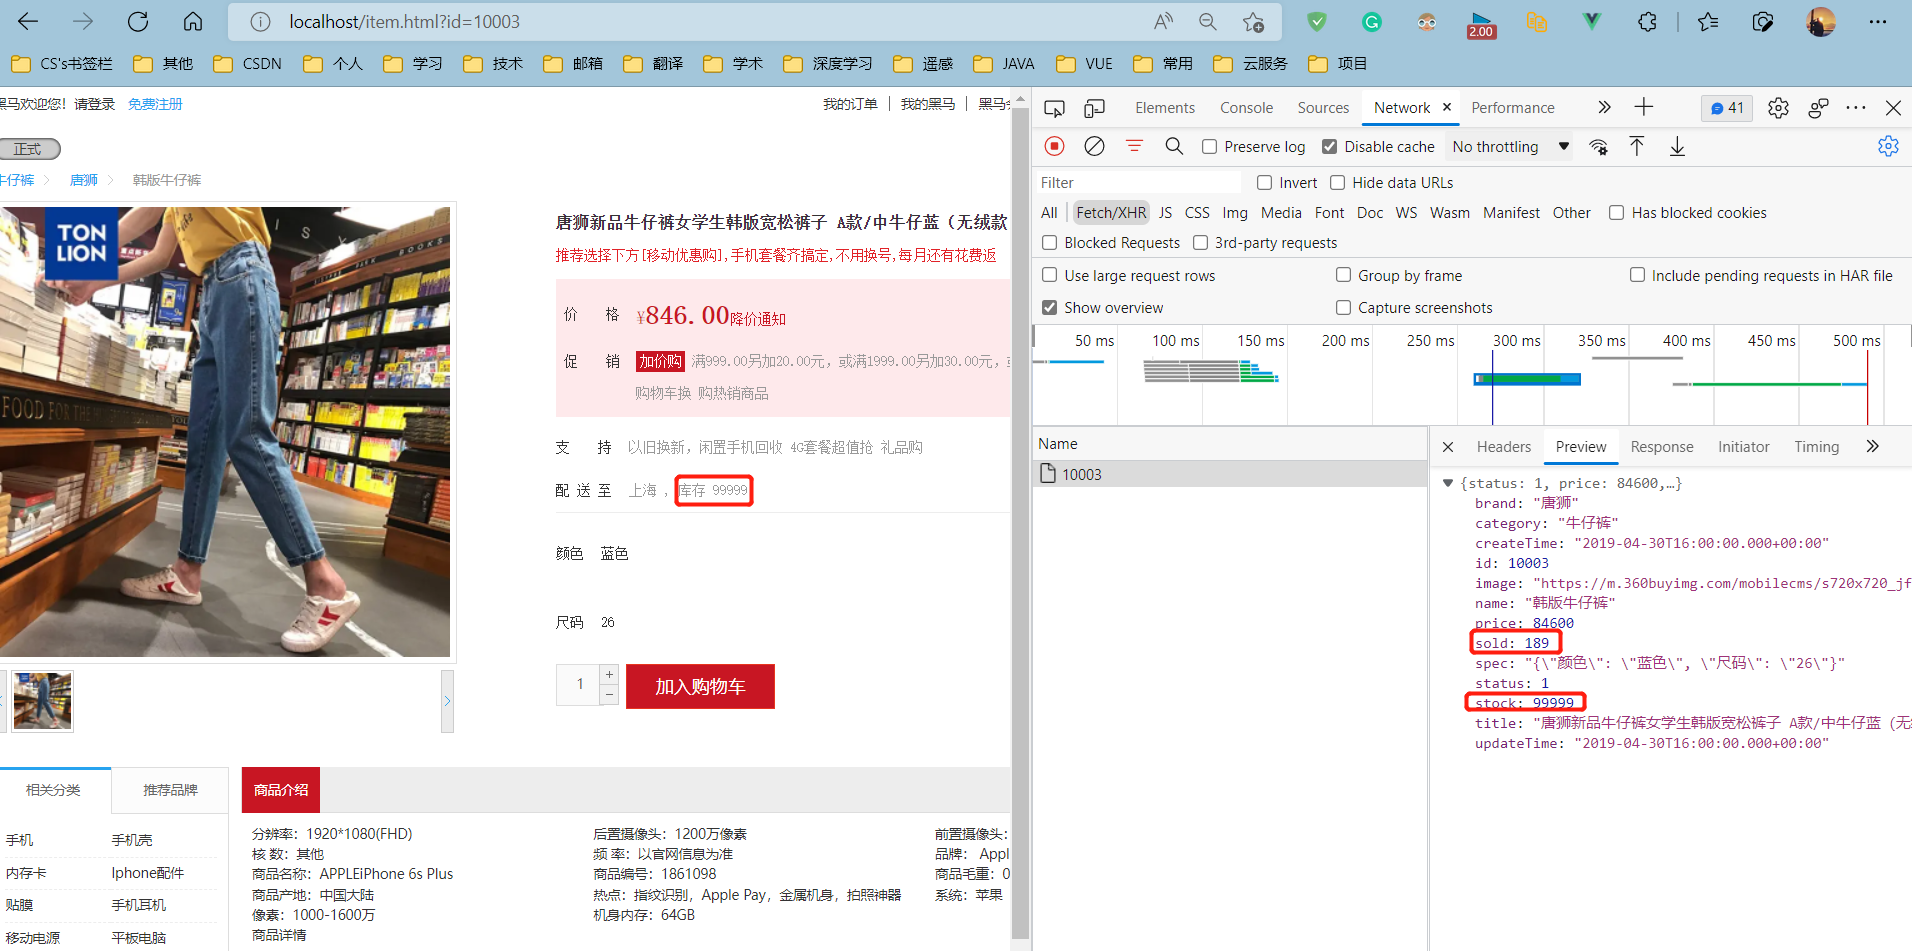 localhost/item.html?id=10003
2.00
CS's书签栏 其他 CSDN 个人 学习 技术 邮箱 翻译 学术 深度学习 遥感 JAVA VUE 常用 云服务 项目
黑马欢迎您! 请登录 免费注册 我的订单 我的黑马 黑马会
正式
牛仔裤 唐狮 韩版牛仔裤
TON
LION
BOOKS
FOOD FOR THE
唐狮新品牛仔裤女学生韩版宽松裤子 A款/中牛仔蓝 (无绒款
推荐选择下方[移动优惠购],手机套餐齐搞定,不用换号,每月还有花费返
价 格 ¥846.00降价通知
促 销 加价购 满999.00另加20.00元, 或满1999.00另加30.00元, 或
购物车换 购热销商品
支 持 以旧换新, 闲置手机回收 4G套餐超值抢 礼品购
配 送 至 上海 , 库存 99999
颜色 蓝色
尺码 26
1 + − 加入购物车
相关分类 推荐品牌 商品介绍
手机 手机壳
内存卡 Iphone配件
贴膜 手机耳机
移动电源 平板电脑
分辨率: 1920*1080(FHD) 后置摄像头: 1200万像素 前置摄像头:
核 数: 其他 频 率: 以官网信息为准 品牌: Appl
商品名称: APPLEiPhone 6s Plus 商品编号: 1861098 商品毛重: 0
商品产地: 中国大陆 热点: 指纹识别, Apple Pay, 金属机身, 拍照神器 系统: 苹果
像素: 1000-1600万 机身内存: 64GB
商品详情
Elements Console Sources Network Performance 41
Preserve log Disable cache No throttling
Filter Invert Hide data URLs
All Fetch/XHR JS CSS Img Media Font Doc WS Wasm Manifest Other Has blocked cookies
Blocked Requests 3rd-party requests
Use large request rows Group by frame Include pending requests in HAR file
Show overview Capture screenshots
50 ms 100 ms 150 ms 200 ms 250 ms 300 ms 350 ms 400 ms 450 ms 500 ms
Name
10003
Headers Preview Response Initiator Timing
{status: 1, price: 84600,…}
brand: "唐狮"
category: "牛仔裤"
createTime: "2019-04-30T16:00:00.000+00:00"
id: 10003
image: "https://m.360buyimg.com/mobilecms/s720x720_jf
name: "韩版牛仔裤"
price: 84600
sold: 189
spec: "{\"颜色\": \"蓝色\", \"尺码\": \"26\"}"
status: 1
stock: 99999
title: "唐狮新品牛仔裤女学生韩版宽松裤子 A款/中牛仔蓝 (无
updateTime: "2019-04-30T16:00:00.000+00:00"